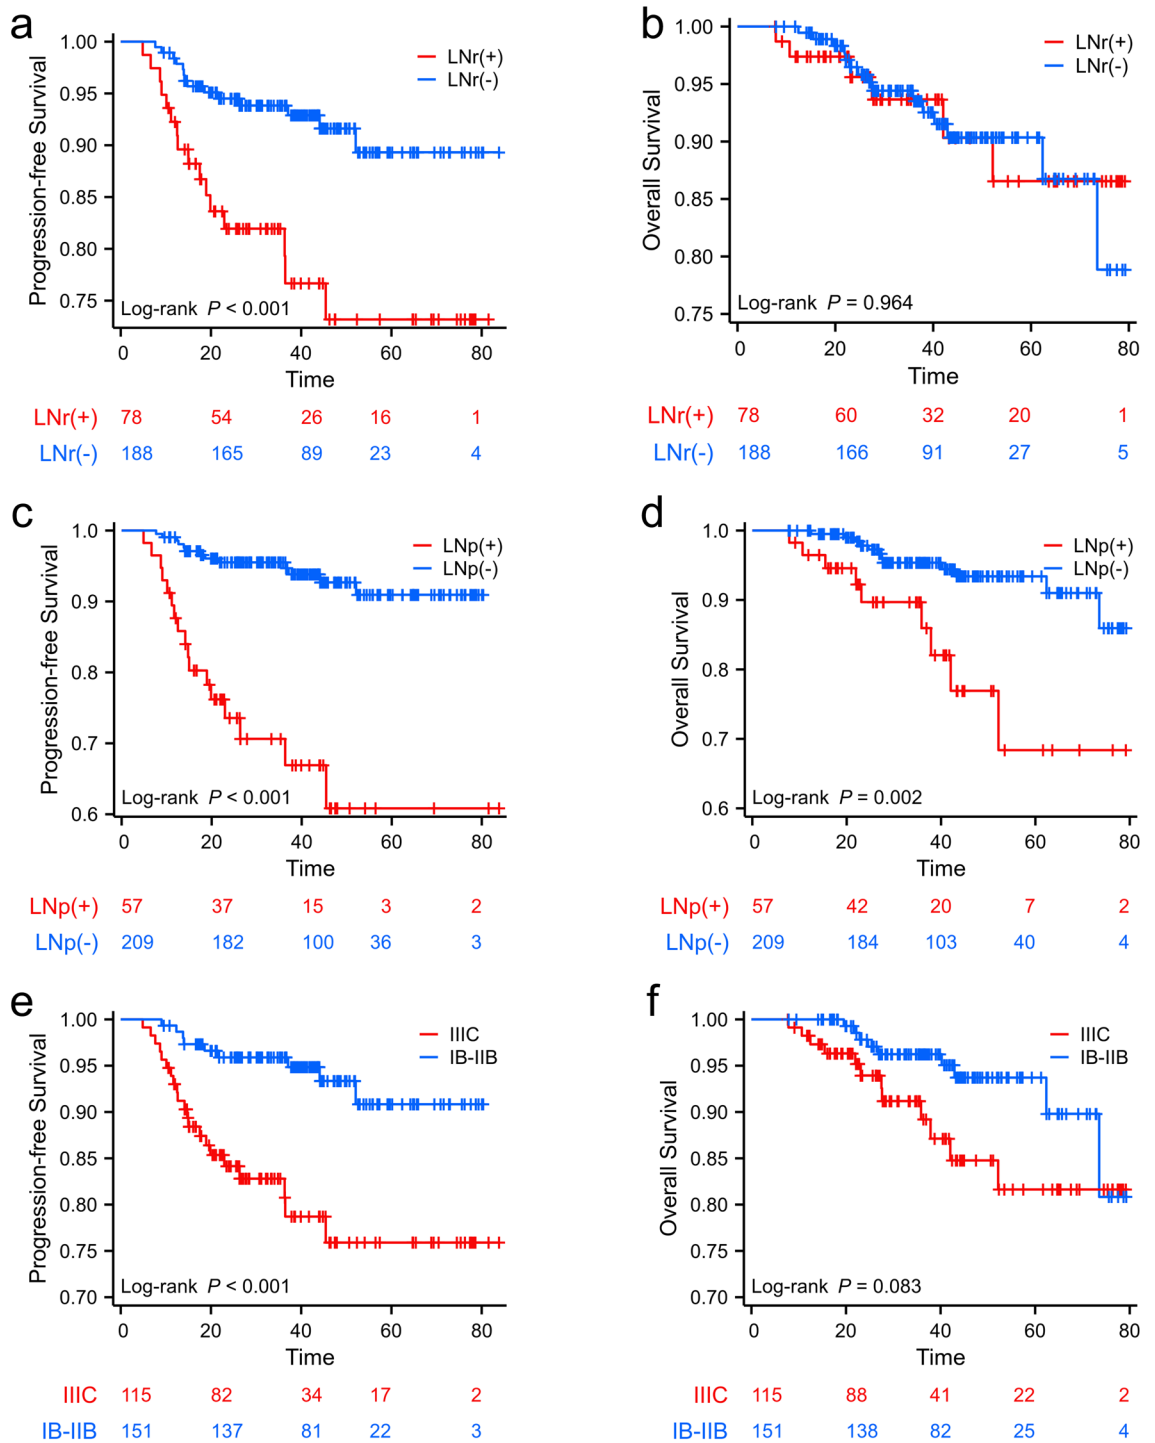 a
1.00
0.95
0.90
0.85
0.80
0.75
Progression-free Survival
LNr(+)
LNr(-)
Log-rank P < 0.001
0 20 40 60 80
Time
LNr(+) 78 54 26 16 1
LNr(-) 188 165 89 23 4
b
1.00
0.95
0.90
0.85
0.80
0.75
Overall Survival
LNr(+)
LNr(-)
Log-rank P = 0.964
0 20 40 60 80
Time
LNr(+) 78 60 32 20 1
LNr(-) 188 166 91 27 5
c
1.0
0.9
0.8
0.7
0.6
Progression-free Survival
LNp(+)
LNp(-)
Log-rank P < 0.001
0 20 40 60 80
Time
LNp(+) 57 37 15 3 2
LNp(-) 209 182 100 36 3
d
1.0
0.9
0.8
0.7
0.6
Overall Survival
LNp(+)
LNp(-)
Log-rank P = 0.002
0 20 40 60 80
Time
LNp(+) 57 42 20 7 2
LNp(-) 209 184 103 40 4
e
1.00
0.95
0.90
0.85
0.80
0.75
0.70
Progression-free Survival
IIIC
IB-IIB
Log-rank P < 0.001
0 20 40 60 80
Time
IIIC 115 82 34 17 2
IB-IIB 151 137 81 22 3
f
1.00
0.95
0.90
0.85
0.80
0.75
0.70
Overall Survival
IIIC
IB-IIB
Log-rank P = 0.083
0 20 40 60 80
Time
IIIC 115 88 41 22 2
IB-IIB 151 138 82 25 4